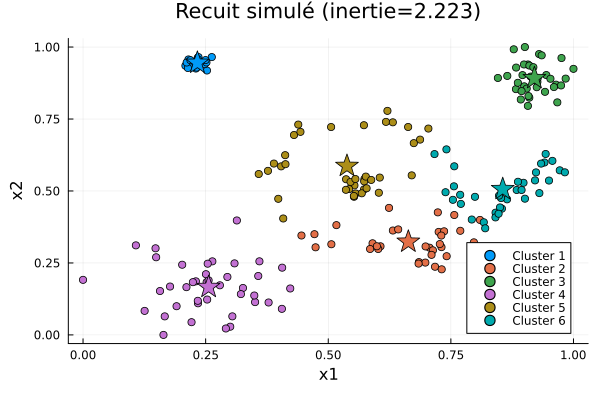 Recuit simulé (inertie=2.223)
1.00
0.75
0.50
0.25
0.00
x2
Cluster 1
Cluster 2
Cluster 3
Cluster 4
Cluster 5
Cluster 6
0.00 0.25 0.50 0.75 1.00
x1